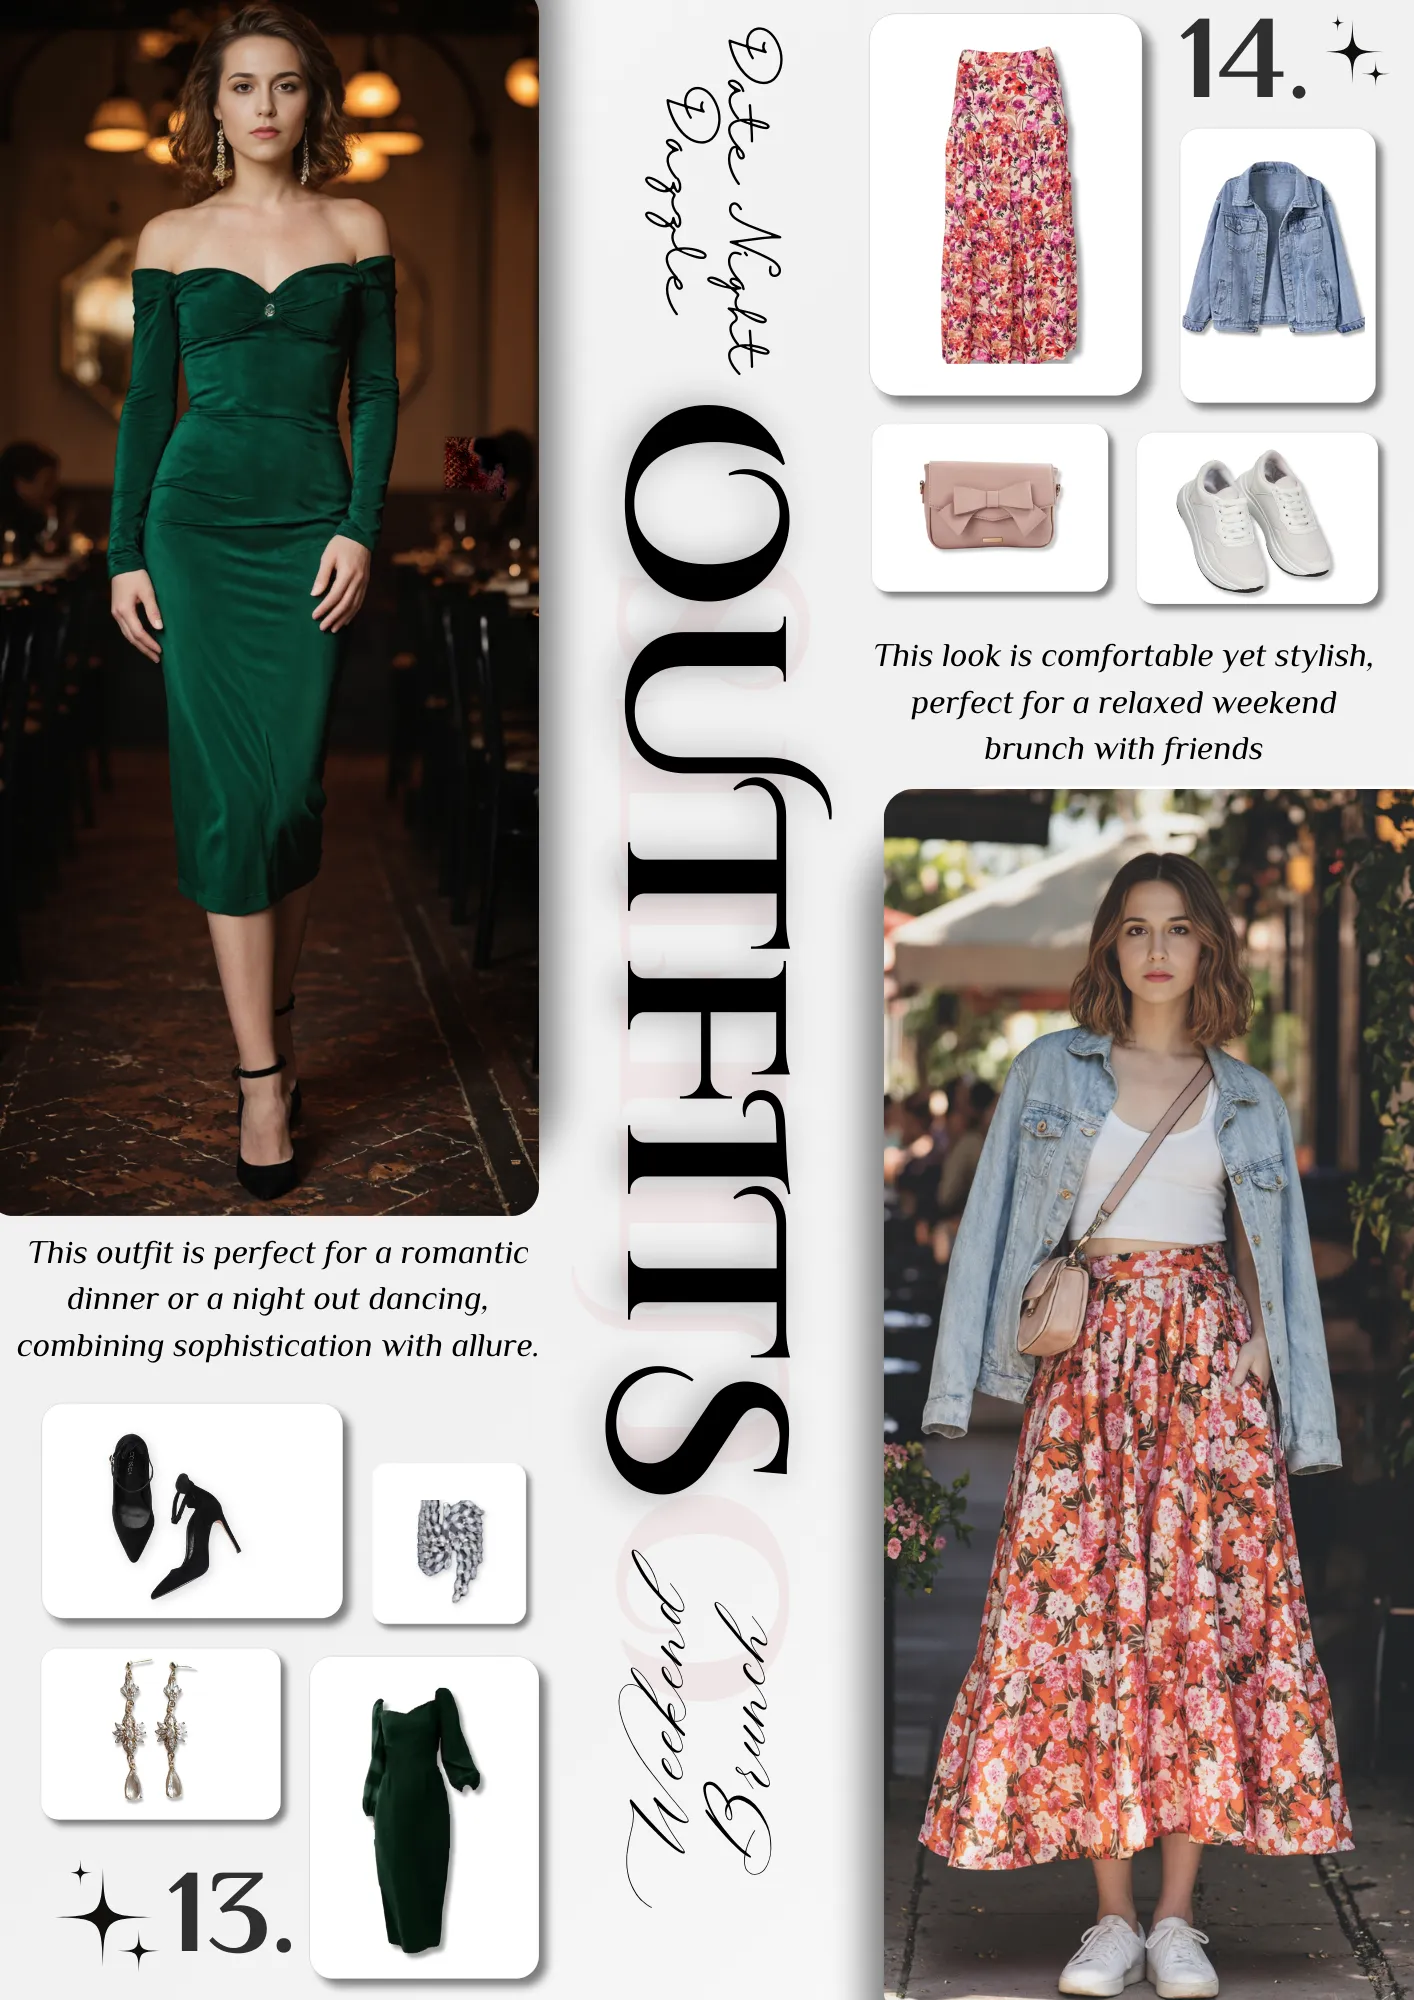 Date Night
Dazzle
OUTFITS
Weekend
Brunch
14.
This look is comfortable yet stylish,
perfect for a relaxed weekend
brunch with friends
This outfit is perfect for a romantic
dinner or a night out dancing,
combining sophistication with allure.
13.